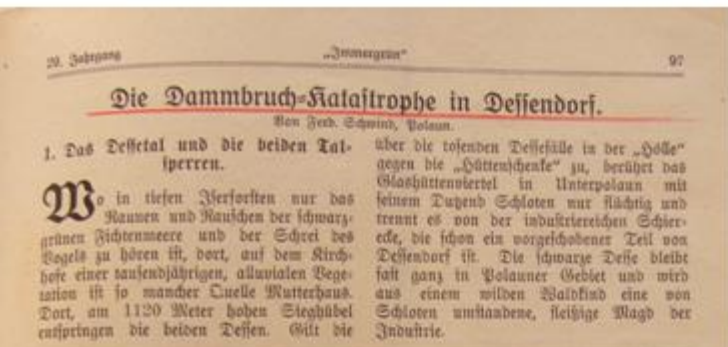 29. Jahrgang
„Immergrün“
97
Die Dammbruch-Katastrophe in Dessendorf.
Von Ferd. Schwind, Polaun.
1. Das Dessetal und die beiden Tal-
sperren.
Wo in tiefen Iserforsten nur das
Raunen und Rauschen der schwarz-
grünen Fichtenmeere und der Schrei des
Vogels zu hören ist, dort, auf dem Kirch-
hofe einer tausendjährigen, alluvialen Vege-
tation ist so mancher Quelle Mutterhaus.
Dort, am 1120 Meter hohen Sieghübel
entspringen die beiden Dessen. Gilt die
über die tosenden Dessefälle in der „Hölle“
gegen die „Hüttenschenke“ zu, berührt das
Glashüttenviertel in Unterpolaun mit
seinem Dutzend Schloten nur flüchtig und
trennt es von der industriereichen Schier-
ecke, die schon ein vorgeschobener Teil von
Dessendorf ist. Die schwarze Desse bleibt
fast ganz in Polauner Gebiet und wird
aus einem wilden Waldkind eine von
Schloten umstandene, fleißige Magd der
Industrie.